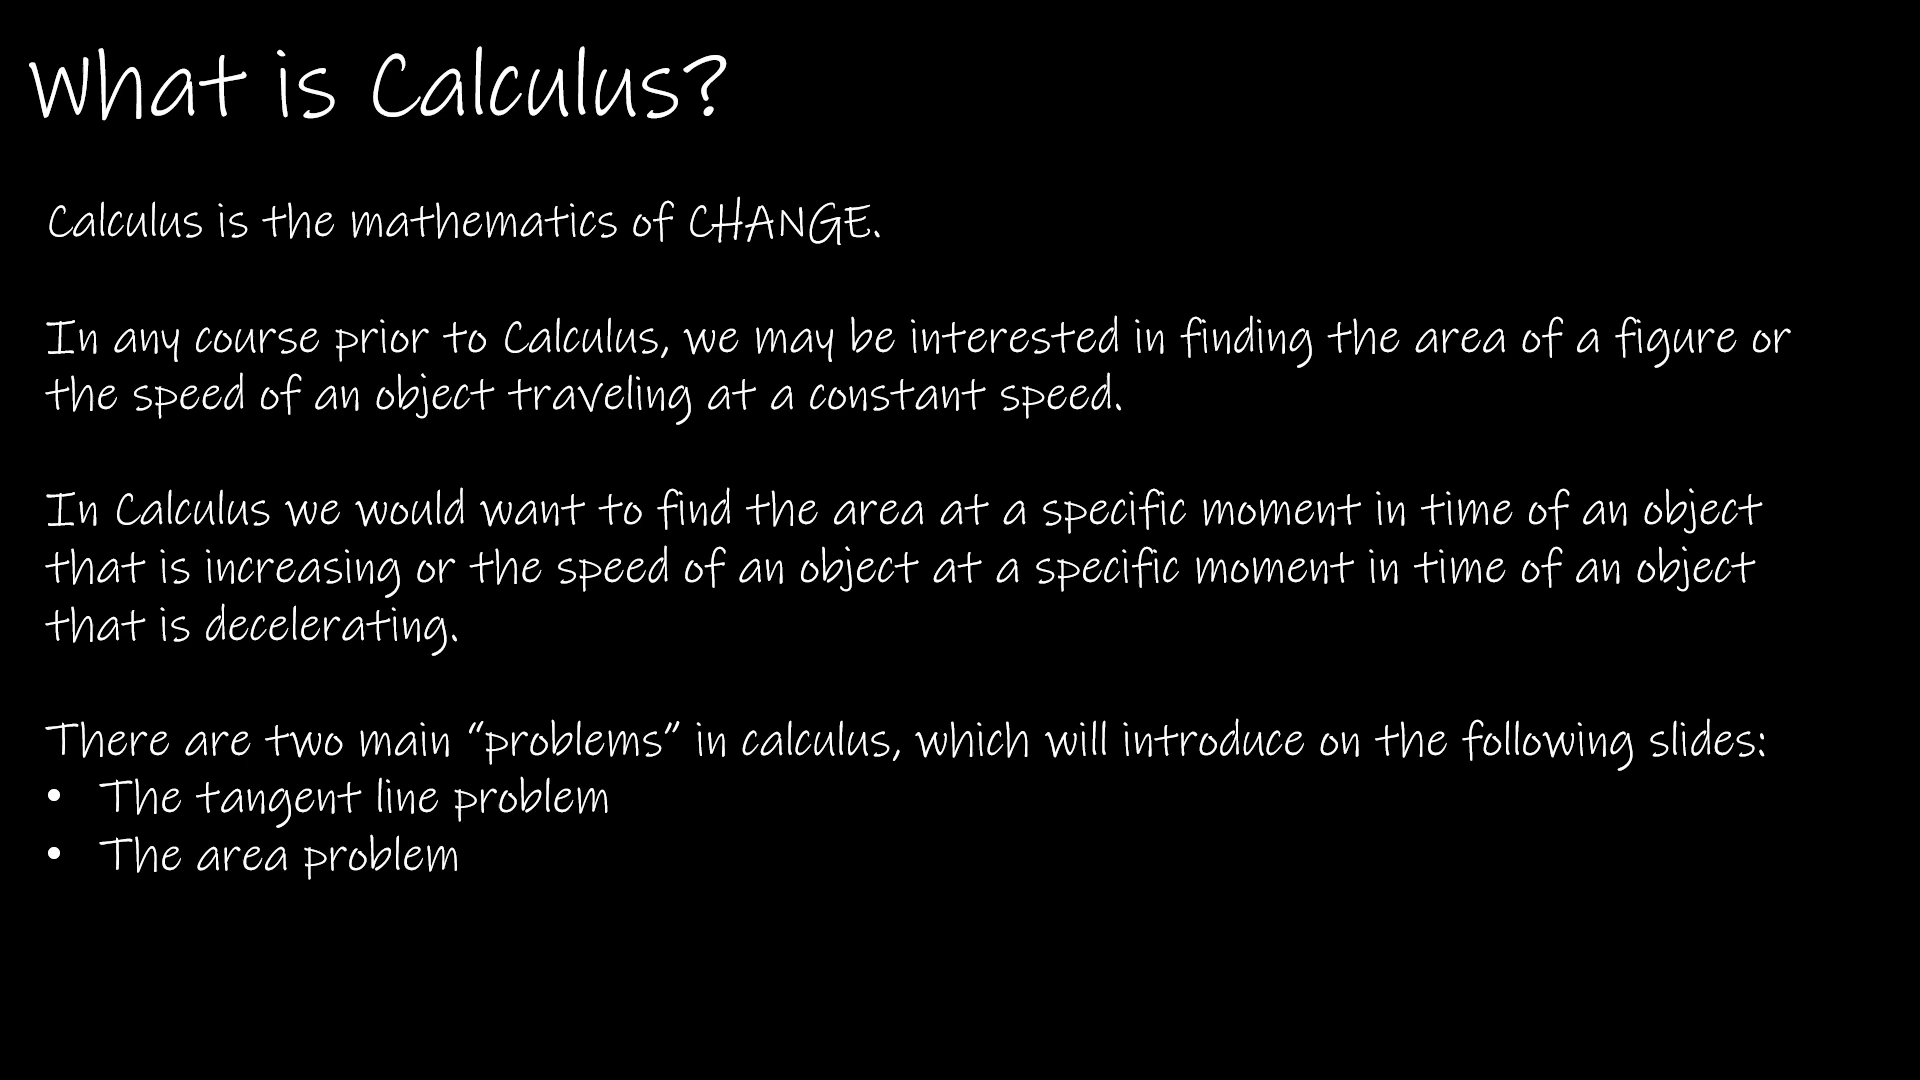 What is Calculus?
Calculus is the mathematics of CHANGE.
In any course prior to Calculus, we may be interested in finding the area of a figure or
the speed of an object traveling at a constant speed.
In Calculus we would want to find the area at a specific moment in time of an object
that is increasing or the speed of an object at a specific moment in time of an object
that is decelerating.
There are two main “problems” in calculus, which will introduce on the following slides:
• The tangent line problem
• The area problem